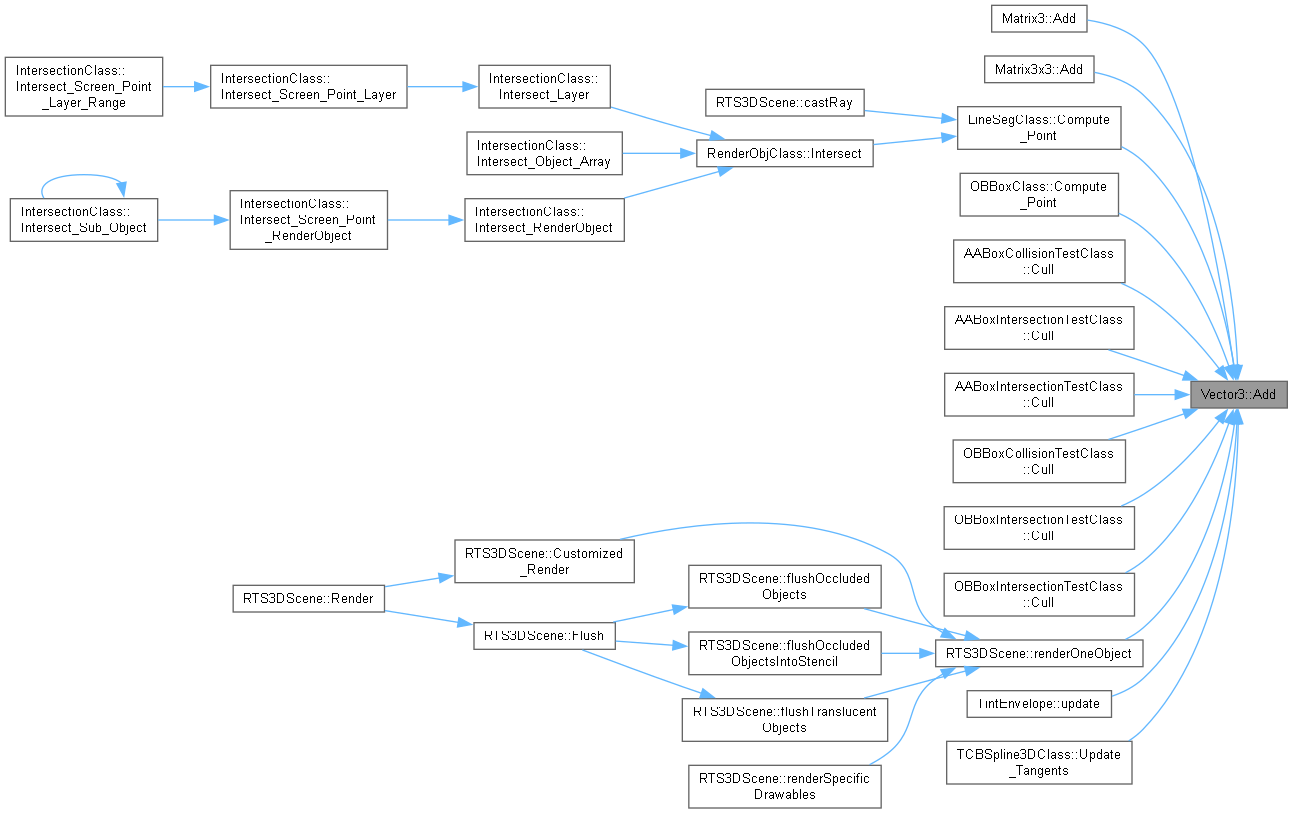 Matrix3::Add
IntersectionClass::
Intersect_Screen_Point
_Layer_Range
IntersectionClass::
Intersect_Screen_Point_Layer
IntersectionClass::
Intersect_Layer
Matrix3x3::Add
RTS3DScene::castRay
LineSegClass::Compute
_Point
IntersectionClass::
Intersect_Object_Array
RenderObjClass::Intersect
OBBoxClass::Compute
_Point
IntersectionClass::
Intersect_Sub_Object
IntersectionClass::
Intersect_Screen_Point
_RenderObject
IntersectionClass::
Intersect_RenderObject
AABoxCollisionTestClass
::Cull
AABoxIntersectionTestClass
::Cull
AABoxIntersectionTestClass
::Cull
Vector3::Add
OBBoxCollisionTestClass
::Cull
OBBoxIntersectionTestClass
::Cull
OBBoxIntersectionTestClass
::Cull
RTS3DScene::Customized
_Render
RTS3DScene::flushOccluded
Objects
RTS3DScene::Render
RTS3DScene::Flush
RTS3DScene::flushOccluded
ObjectsIntoStencil
RTS3DScene::renderOneObject
RTS3DScene::flushTranslucent
Objects
TintEnvelope::update
RTS3DScene::renderSpecific
Drawables
TCBSpline3DClass::Update
_Tangents